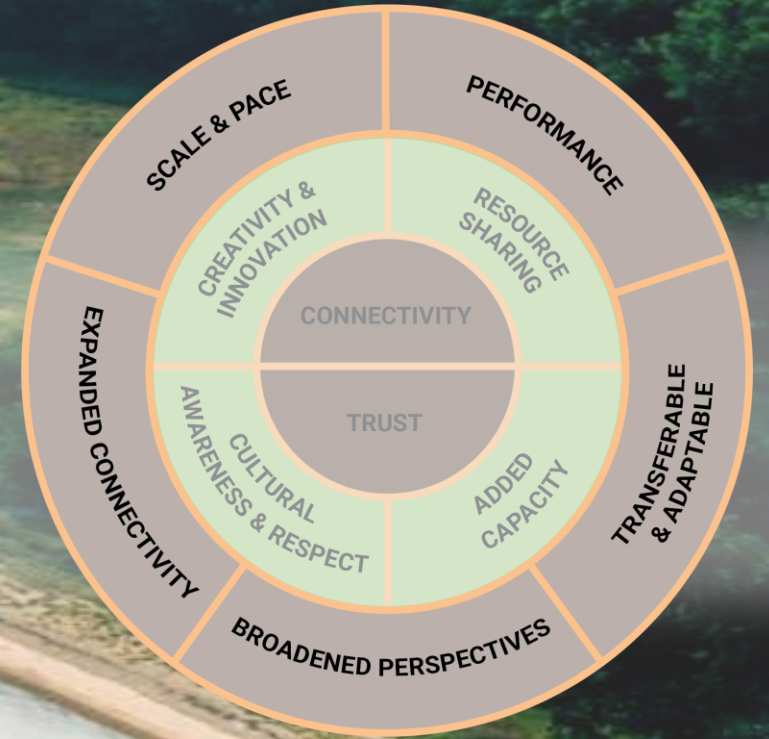 SCALE & PACE
PERFORMANCE
CREATIVITY &
INNOVATION
RESOURCE
SHARING
CONNECTIVITY
EXPANDED CONNECTIVITY
TRANSFERABLE
& ADAPTABLE
TRUST
CULTURAL
AWARENESS & RESPECT
ADDED
CAPACITY
BROADENED PERSPECTIVES